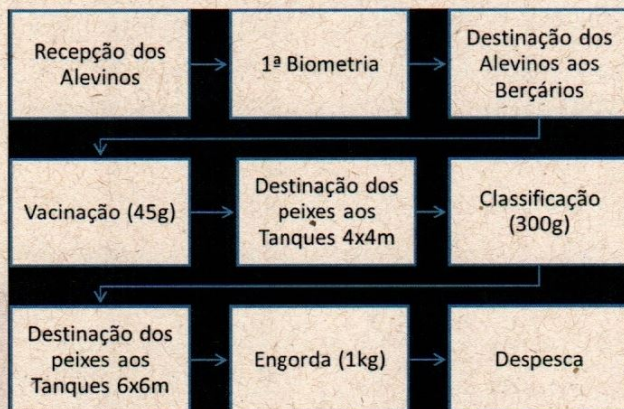 Recepção dos
Alevinos
1ª Biometria
Destinação dos
Alevinos aos
Berçários
Vacinação (45g)
Destinação dos
peixes aos
Tanques 4x4m
Classificação
(300g)
Destinação dos
peixes aos
Tanques 6x6m
Engorda (1kg)
Despesca